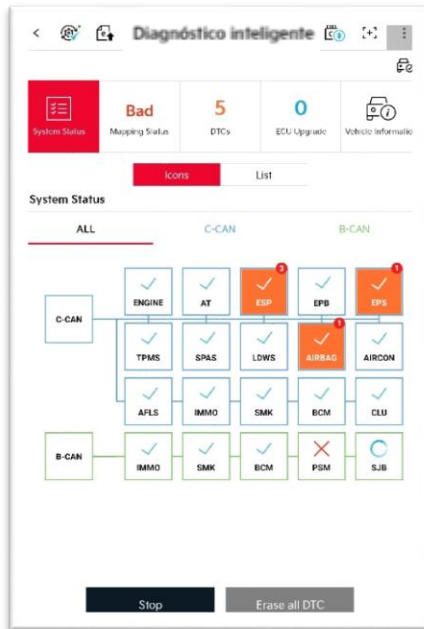 Diagnóstico inteligente
Bad 5 0
System Status Mapping Status DTCs ECU Upgrade Vehicle Informatio
Icons List
System Status
ALL C-CAN B-CAN
3 1
ENGINE AT ESP EPB EPS
C-CAN
1
TPMS SPAS LDWS AIRBAG AIRCON
AFLS IMMO SMK BCM CLU
B-CAN
IMMO SMK BCM PSM SJB
Stop Erase all DTC